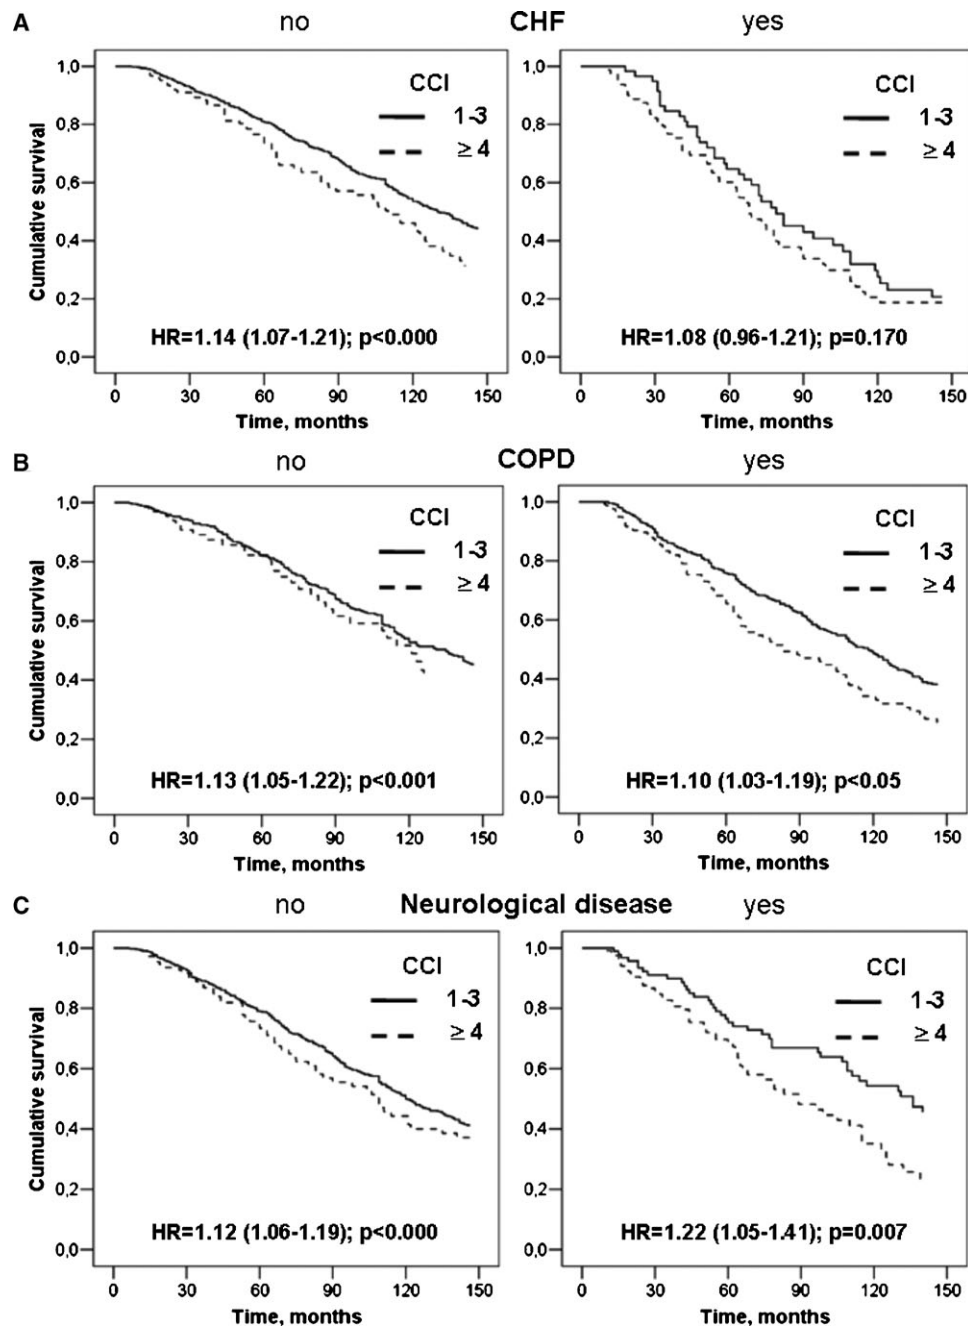 A no CHF yes
CCI
1-3
≥4
1,0
0,8
0,6
0,4
0,2
0,0
Cumulative survival
HR=1.14 (1.07-1.21); p<0.000
0 30 60 90 120 150
Time, months
CCI
1-3
≥4
1,0
0,8
0,6
0,4
0,2
0,0
HR=1.08 (0.96-1.21); p=0.170
0 30 60 90 120 150
Time, months
B no COPD yes
CCI
1-3
≥4
1,0
0,8
0,6
0,4
0,2
0,0
Cumulative survival
HR=1.13 (1.05-1.22); p<0.001
0 30 60 90 120 150
Time, months
CCI
1-3
≥4
1,0
0,8
0,6
0,4
0,2
0,0
HR=1.10 (1.03-1.19); p<0.05
0 30 60 90 120 150
Time, months
C no Neurological disease yes
CCI
1-3
≥4
1,0
0,8
0,6
0,4
0,2
0,0
Cumulative survival
HR=1.12 (1.06-1.19); p<0.000
0 30 60 90 120 150
Time, months
CCI
1-3
≥4
1,0
0,8
0,6
0,4
0,2
0,0
HR=1.22 (1.05-1.41); p=0.007
0 30 60 90 120 150
Time, months